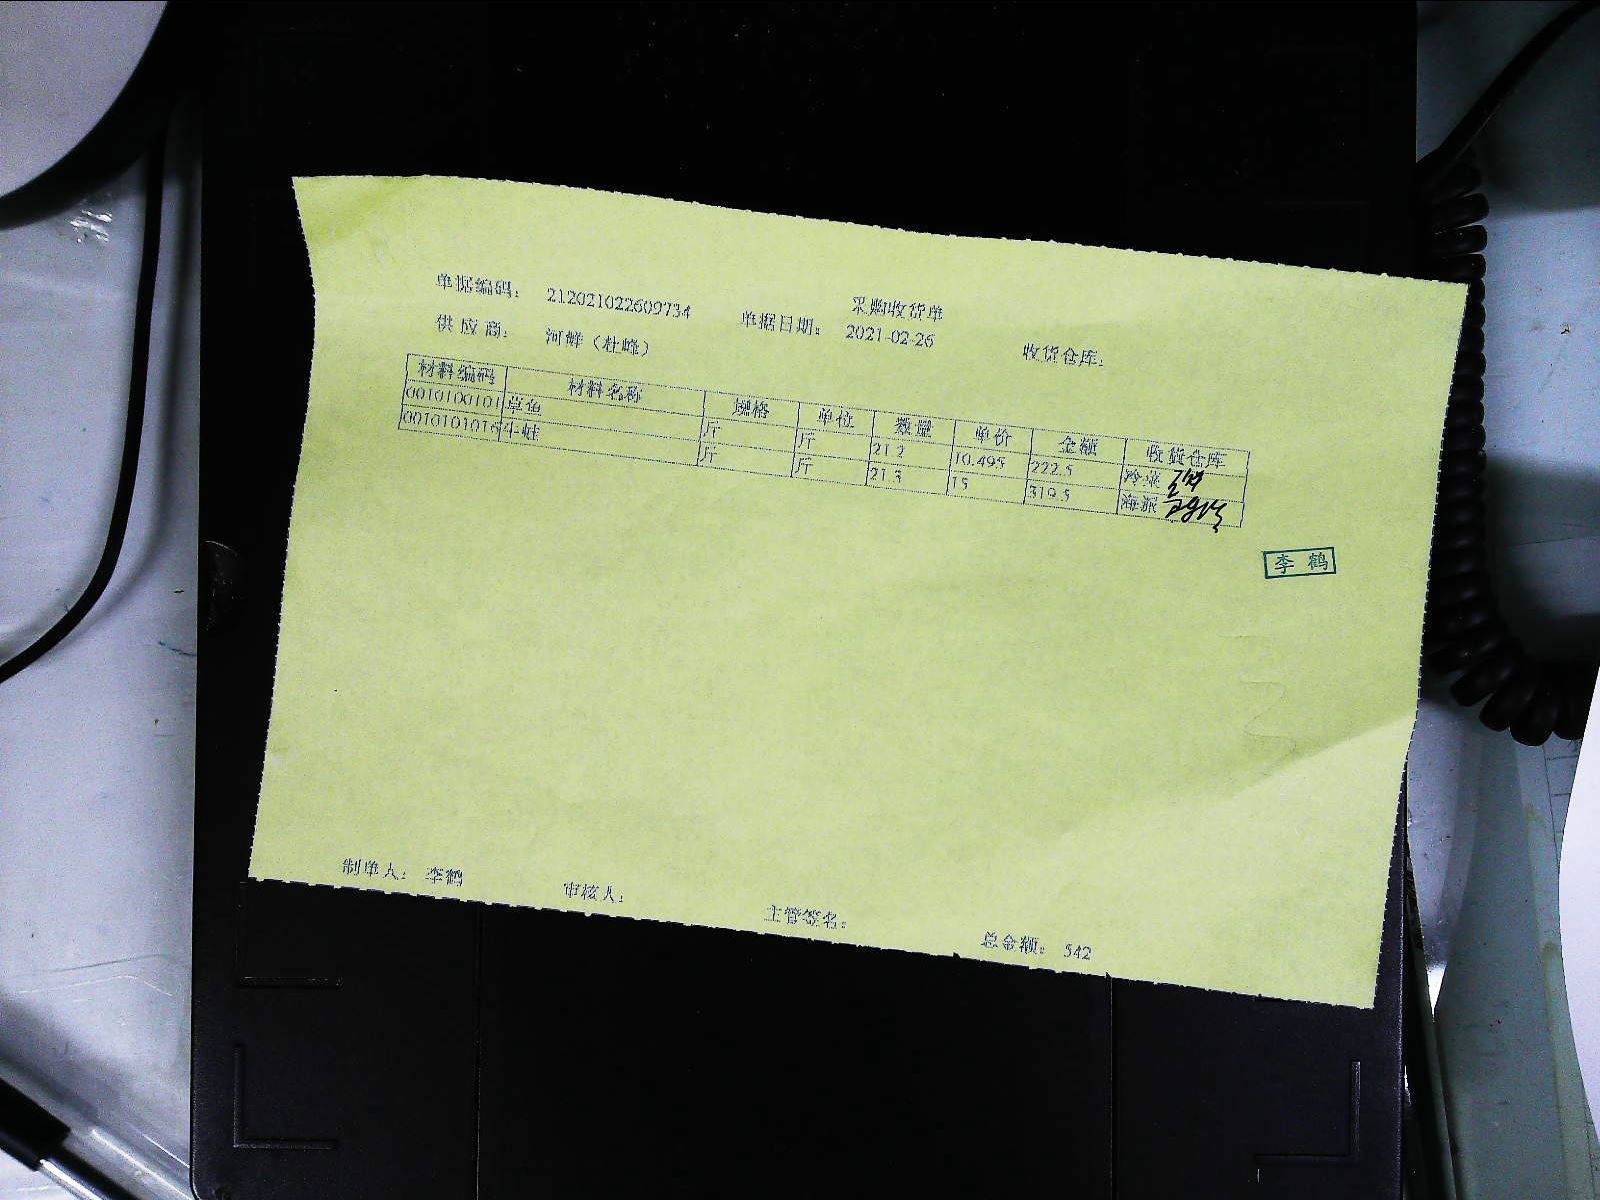 采购收货单
单据编码： 212021022609734 单据日期： 2021-02-26 收货仓库：
供应商： 河鲜（杜峰）
材料编码 材料名称 规格 单位 数量 单价 金额 收货仓库
0010100101 草鱼 斤 斤 21.2 10.495 222.5 冷菜
0010101016 牛蛙 斤 斤 21.3 15 319.5 海派
李鹤
制单人： 李鹤 审核人： 主管签名： 总金额： 542